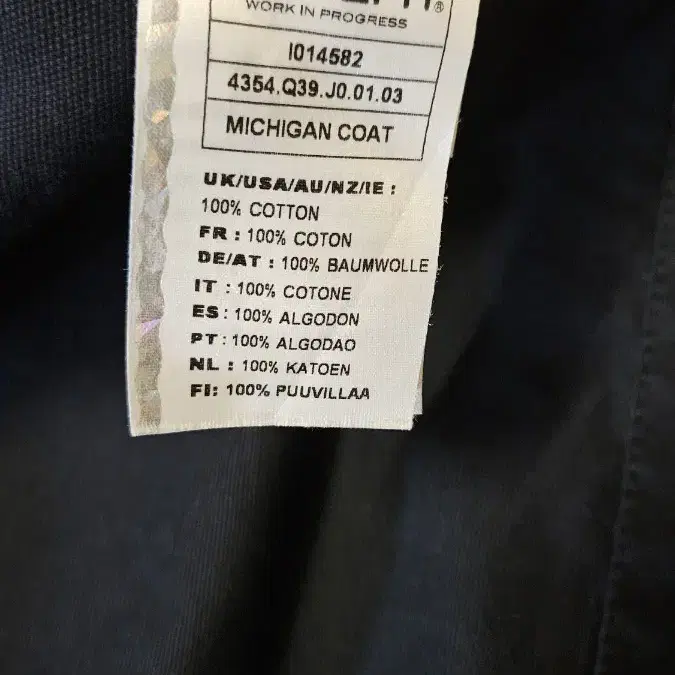 WORK IN PROGRESS
I014582
4354.Q39.J0.01.03
MICHIGAN COAT
UK/USA/AU/NZ/IE :
100% COTTON
FR : 100% COTON
DE/AT : 100% BAUMWOLLE
IT : 100% COTONE
ES : 100% ALGODON
PT : 100% ALGODAO
NL : 100% KATOEN
FI: 100% PUUVILLAA